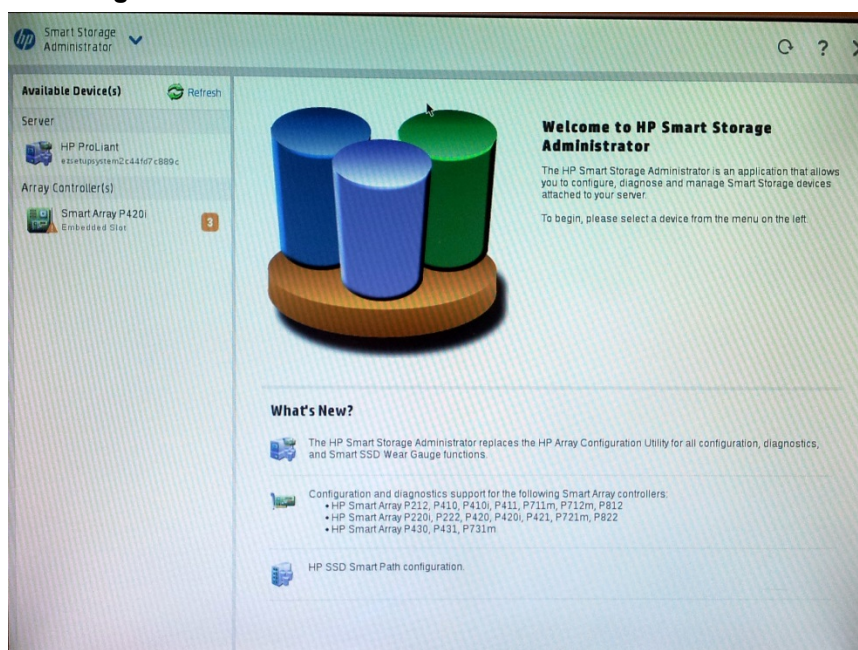 hp
Smart Storage
Administrator
?
Available Device(s)
Refresh
Server
HP ProLiant
ezsetupsystem2c44fd7c889c
Array Controller(s)
Smart Array P420i
Embedded Slot
3
Welcome to HP Smart Storage
Administrator
The HP Smart Storage Administrator is an application that allows
you to configure, diagnose and manage Smart Storage devices
attached to your server.
To begin, please select a device from the menu on the left.
What's New?
The HP Smart Storage Administrator replaces the HP Array Configuration Utility for all configuration, diagnostics,
and Smart SSD Wear Gauge functions.
Configuration and diagnostics support for the following Smart Array controllers:
• HP Smart Array P212, P410, P410i, P411, P711m, P712m, P812
• HP Smart Array P220i, P222, P420, P420i, P421, P721m, P822
• HP Smart Array P430, P431, P731m
HP SSD Smart Path configuration.